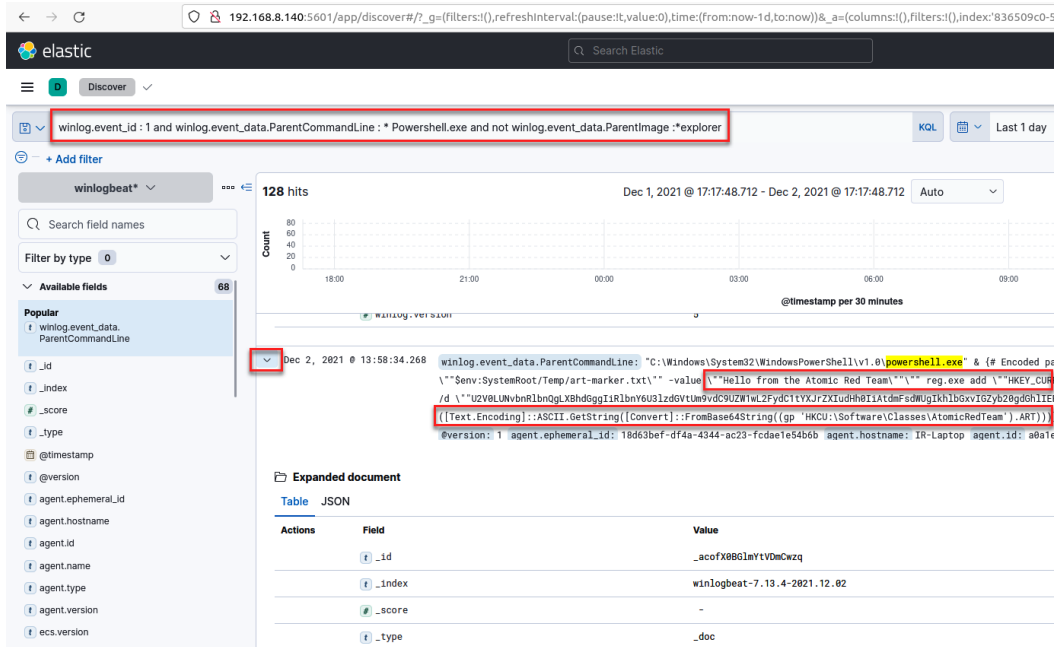 192.168.8.140:5601/app/discover#/?_g=(filters:!(),refreshInterval:(pause:!t,value:0),time:(from:now-1d,to:now))&_a=(columns:!(),filters:!(),index:'836509c0-5
elastic
Search Elastic
D Discover
winlog.event_id : 1 and winlog.event_data.ParentCommandLine : * Powershell.exe and not winlog.event_data.ParentImage :*explorer
KQL
Last 1 day
+ Add filter
winlogbeat*
128 hits
Dec 1, 2021 @ 17:17:48.712 - Dec 2, 2021 @ 17:17:48.712
Auto
Search field names
Filter by type 0
Count
80
60
40
20
0
18:00 21:00 00:00 03:00 06:00 09:00
@timestamp per 30 minutes
Available fields 68
Popular
t winlog.event_data.
ParentCommandLine
t _id
t _index
# _score
t _type
@timestamp
t @version
t agent.ephemeral_id
t agent.hostname
t agent.id
t agent.name
t agent.type
t agent.version
t ecs.version
# winlog.version 5
Dec 2, 2021 @ 13:58:34.268
winlog.event_data.ParentCommandLine: "C:\Windows\System32\WindowsPowerShell\v1.0\powershell.exe" & {# Encoded pa
\""$env:SystemRoot/Temp/art-marker.txt\"" -value \""Hello from the Atomic Red Team\""\"" reg.exe add \""HKEY_CUR
([Text.Encoding]::ASCII.GetString([Convert]::FromBase64String((gp 'HKCU:\Software\Classes\AtomicRedTeam').ART)))
@version: 1 agent.ephemeral_id: 18d63bef-df4a-4344-ac23-fcdae1e54b6b agent.hostname: IR-Laptop agent.id: a0a1e
Expanded document
Table JSON
Actions Field Value
t _id _acofX0BGlmYtVDmCwzq
t _index winlogbeat-7.13.4-2021.12.02
# _score -
t _type _doc